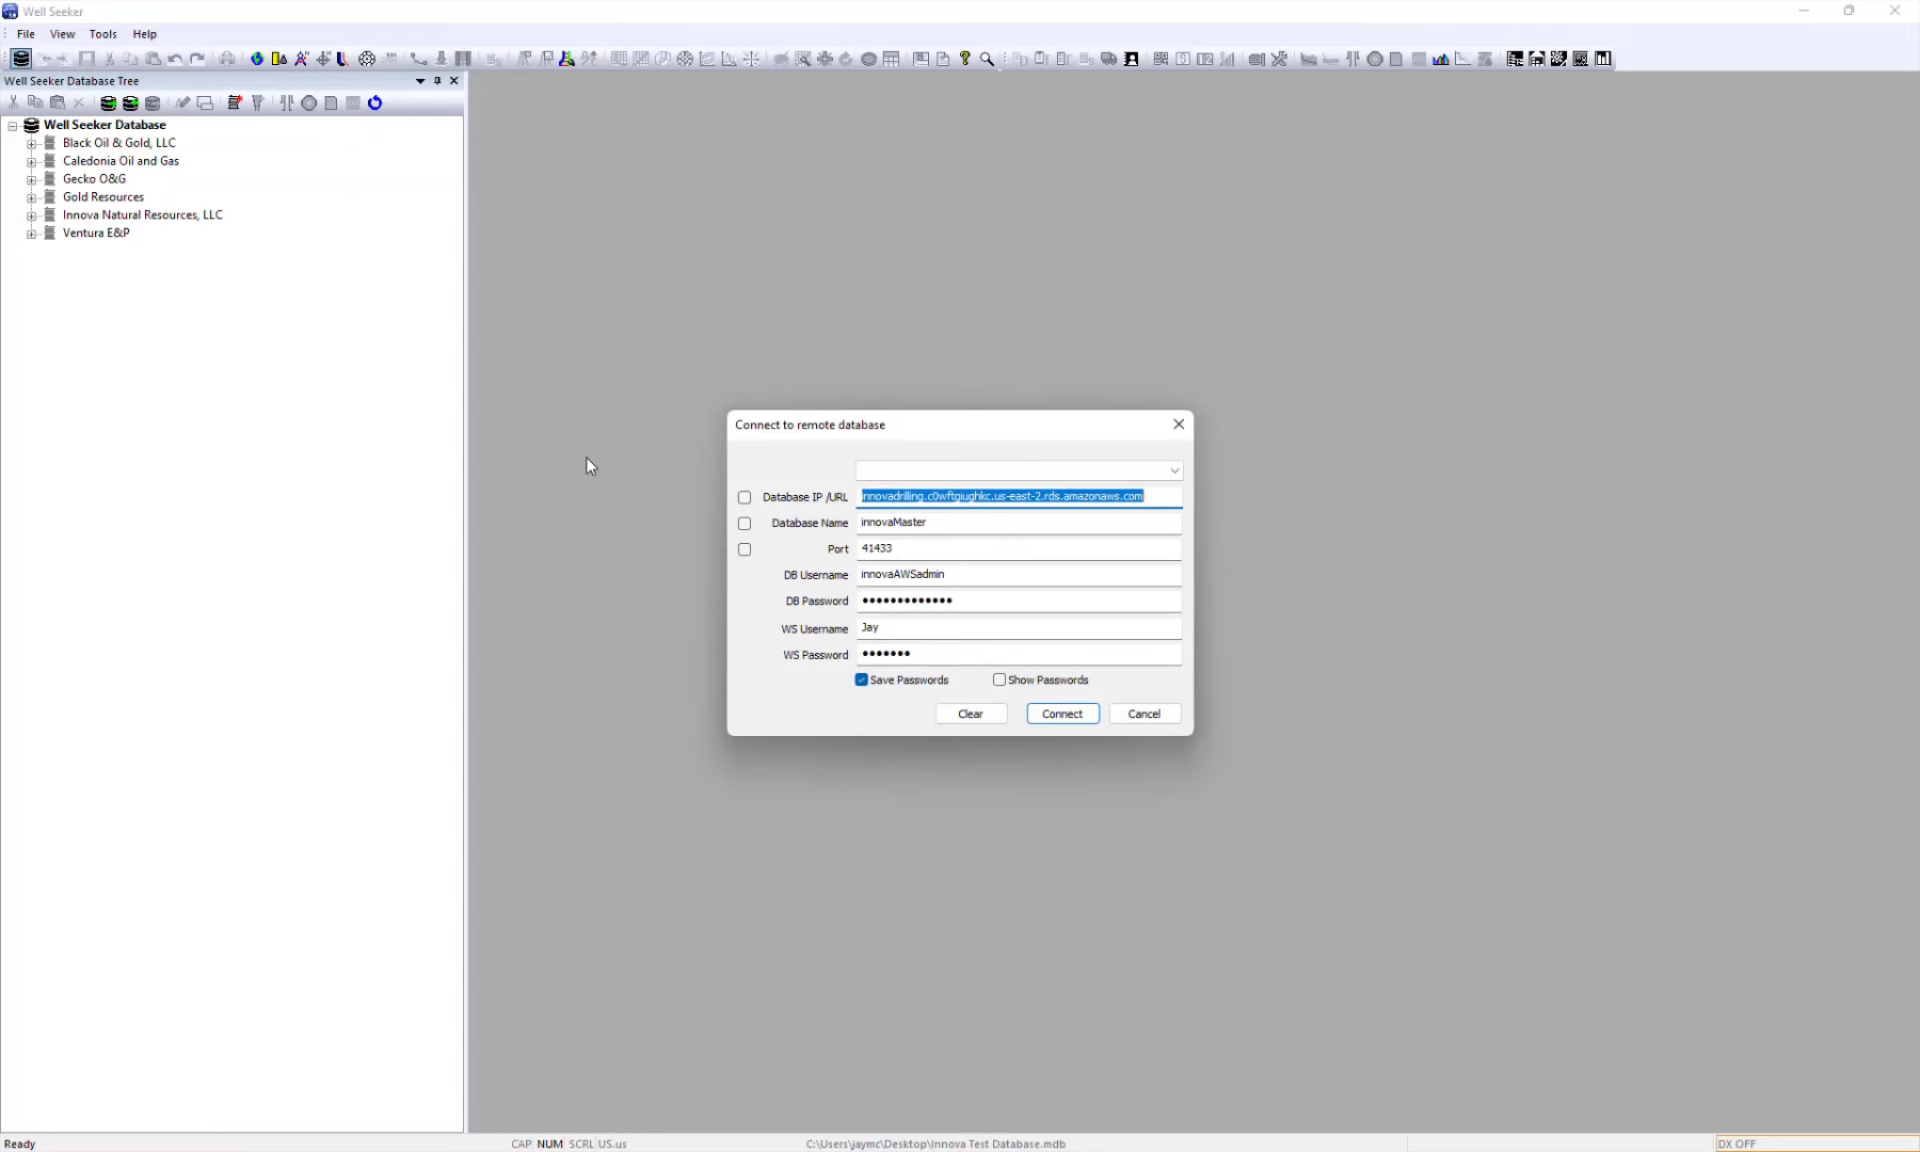 Well Seeker
File View Tools Help
Well Seeker Database Tree
Well Seeker Database
Black Oil & Gold, LLC
Caledonia Oil and Gas
Gecko O&G
Gold Resources
Innova Natural Resources, LLC
Ventura E&P
Connect to remote database
Database IP /URL innovadrilling.c0wftgiughkc.us-east-2.rds.amazonaws.com
Database Name innovaMaster
Port 41433
DB Username innovaAWSadmin
DB Password •••••••••••••
WS Username Jay
WS Password •••••••
Save Passwords Show Passwords
Clear Connect Cancel
Ready CAP NUM SCRL US.us C:\Users\jaymc\Desktop\Innova Test Database.mdb DX OFF